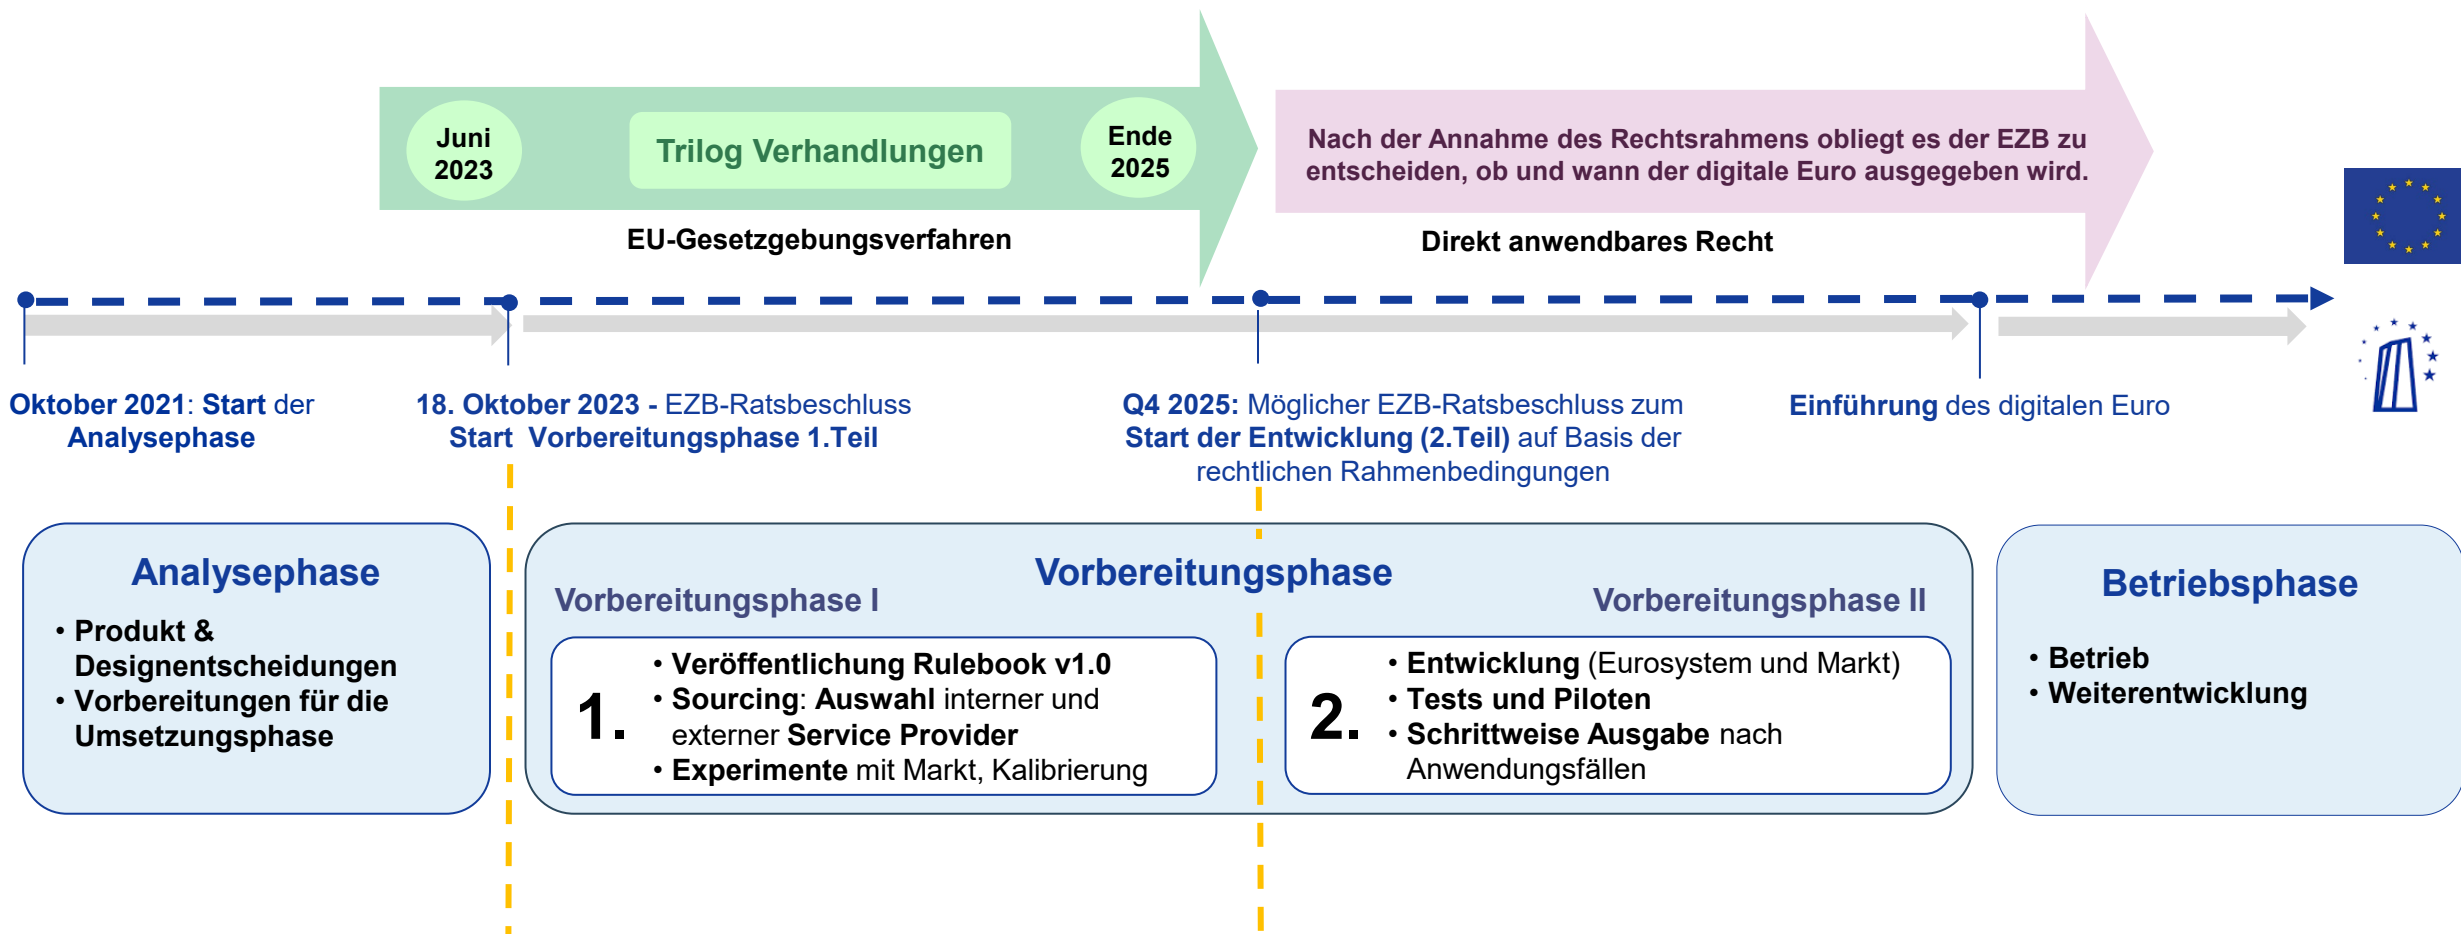 Juni
2023
Trilog Verhandlungen
Ende
2025
Nach der Annahme des Rechtsrahmens obliegt es der EZB zu
entscheiden, ob und wann der digitale Euro ausgegeben wird.
EU-Gesetzgebungsverfahren
Direkt anwendbares Recht
Oktober 2021: Start der
Analysephase
18. Oktober 2023 - EZB-Ratsbeschluss
Start Vorbereitungsphase 1.Teil
Q4 2025: Möglicher EZB-Ratsbeschluss zum
Start der Entwicklung (2.Teil) auf Basis der
rechtlichen Rahmenbedingungen
Einführung des digitalen Euro
Analysephase
• Produkt &
Designentscheidungen
• Vorbereitungen für die
Umsetzungsphase
Vorbereitungsphase
Vorbereitungsphase I
1.
• Veröffentlichung Rulebook v1.0
• Sourcing: Auswahl interner und
externer Service Provider
• Experimente mit Markt, Kalibrierung
Vorbereitungsphase II
2.
• Entwicklung (Eurosystem und Markt)
• Tests und Piloten
• Schrittweise Ausgabe nach
Anwendungsfällen
Betriebsphase
• Betrieb
• Weiterentwicklung